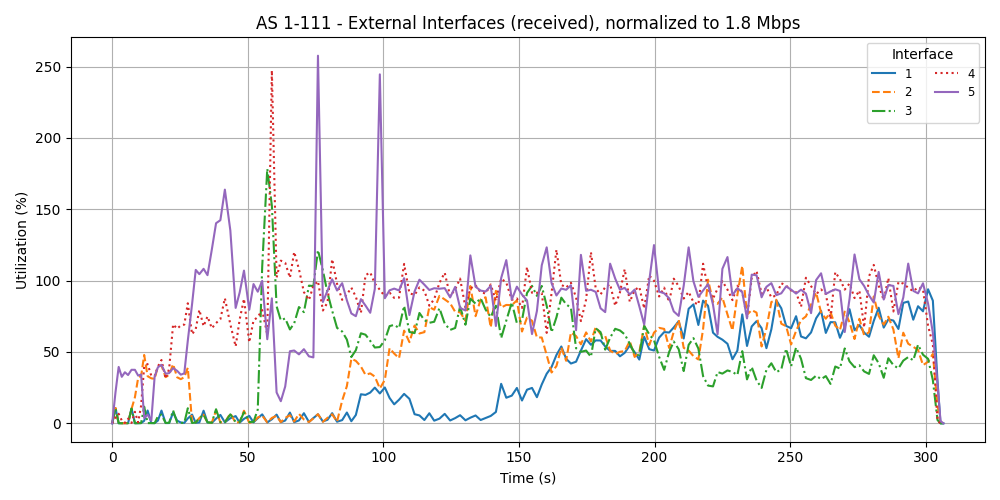 AS 1-111 - External Interfaces (received), normalized to 1.8 Mbps
Utilization (%)
250
200
150
100
50
0
0 50 100 150 200 250 300
Time (s)
Interface
1 4
2 5
3